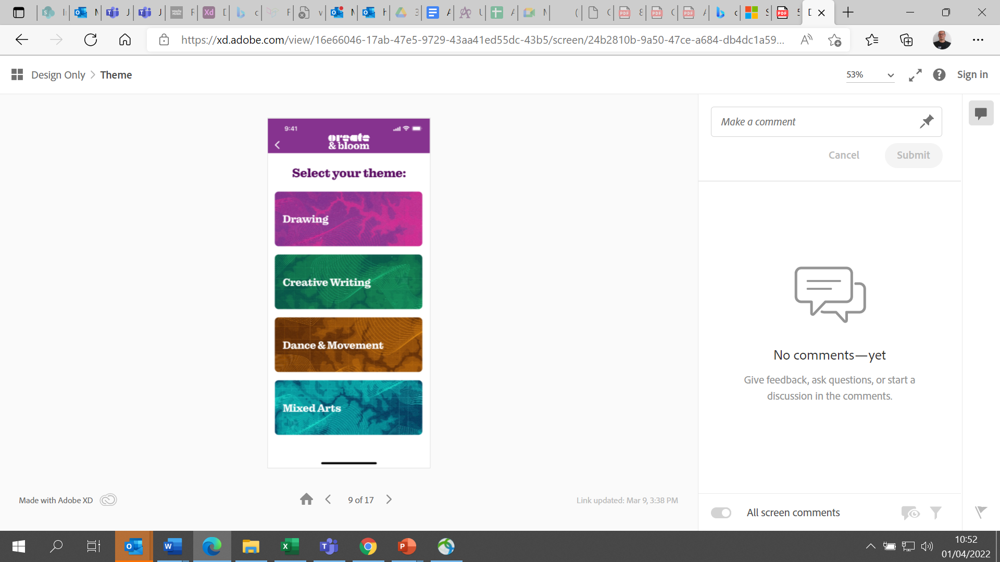 https://xd.adobe.com/view/16e66046-17ab-47e5-9729-43aa41ed55dc-43b5/screen/24b2810b-9a50-47ce-a684-db4dc1a59...
Design Only > Theme
53%
Sign in
9:41
create
& bloom
Select your theme:
Drawing
Creative Writing
Dance & Movement
Mixed Arts
Make a comment
Cancel
Submit
No comments—yet
Give feedback, ask questions, or start a
discussion in the comments.
Made with Adobe XD
9 of 17
Link updated: Mar 9, 3:38 PM
All screen comments
10:52
01/04/2022